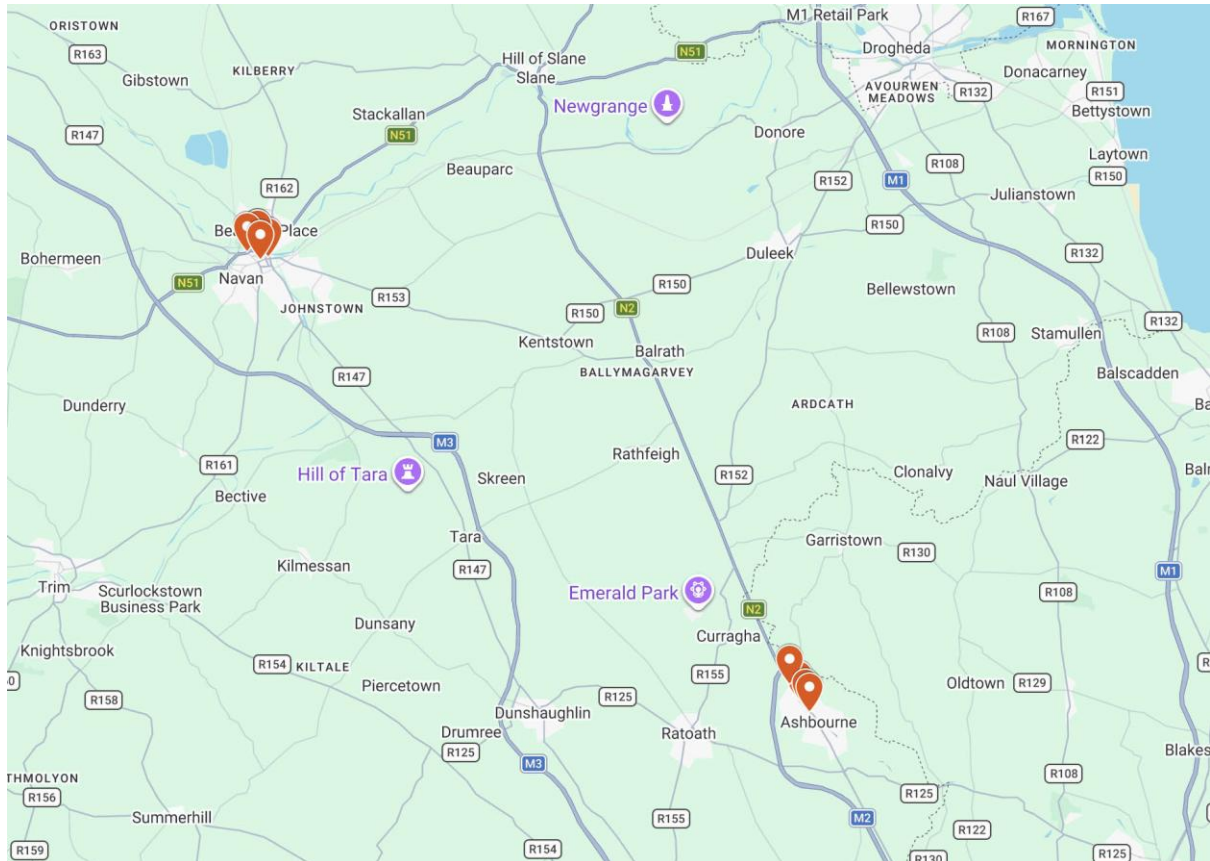 ORISTOWN
M1 Retail Park
R167
R163
Hill of Slane
Drogheda
MORNINGTON
Gibstown
KILBERRY
Slane
N51
Donacarney
AVOURWEN
MEADOWS
R132
R151
Newgrange
Bettystown
Stackallan
R147
N51
Donore
Laytown
Beauparc
R108
R150
R162
R152
M1
Julianstown
Place
R150
Bohermeen
Duleek
R132
Navan
N51
R150
Bellewstown
R153
JOHNSTOWN
R150
N2
R132
R108
Stamullen
Kentstown
Balrath
BALLYMAGARVEY
Balscadden
R147
Dunderry
ARDCATH
M3
R122
R161
Rathfeigh
Hill of Tara
Skreen
R152
Clonalvy
Naul Village
Bective
Tara
Garristown
R130
Kilmessan
R147
M1
Trim
Scurlockstown
Business Park
Emerald Park
R108
N2
Dunsany
Curragha
Knightsbrook
R154
KILTALE
R155
Oldtown
R129
Piercetown
R158
R125
Dunshaughlin
Ashbourne
Drumree
Ratoath
R125
M3
R108
R156
R125
Summerhill
M2
R155
R122
R159
R154
R125
R130